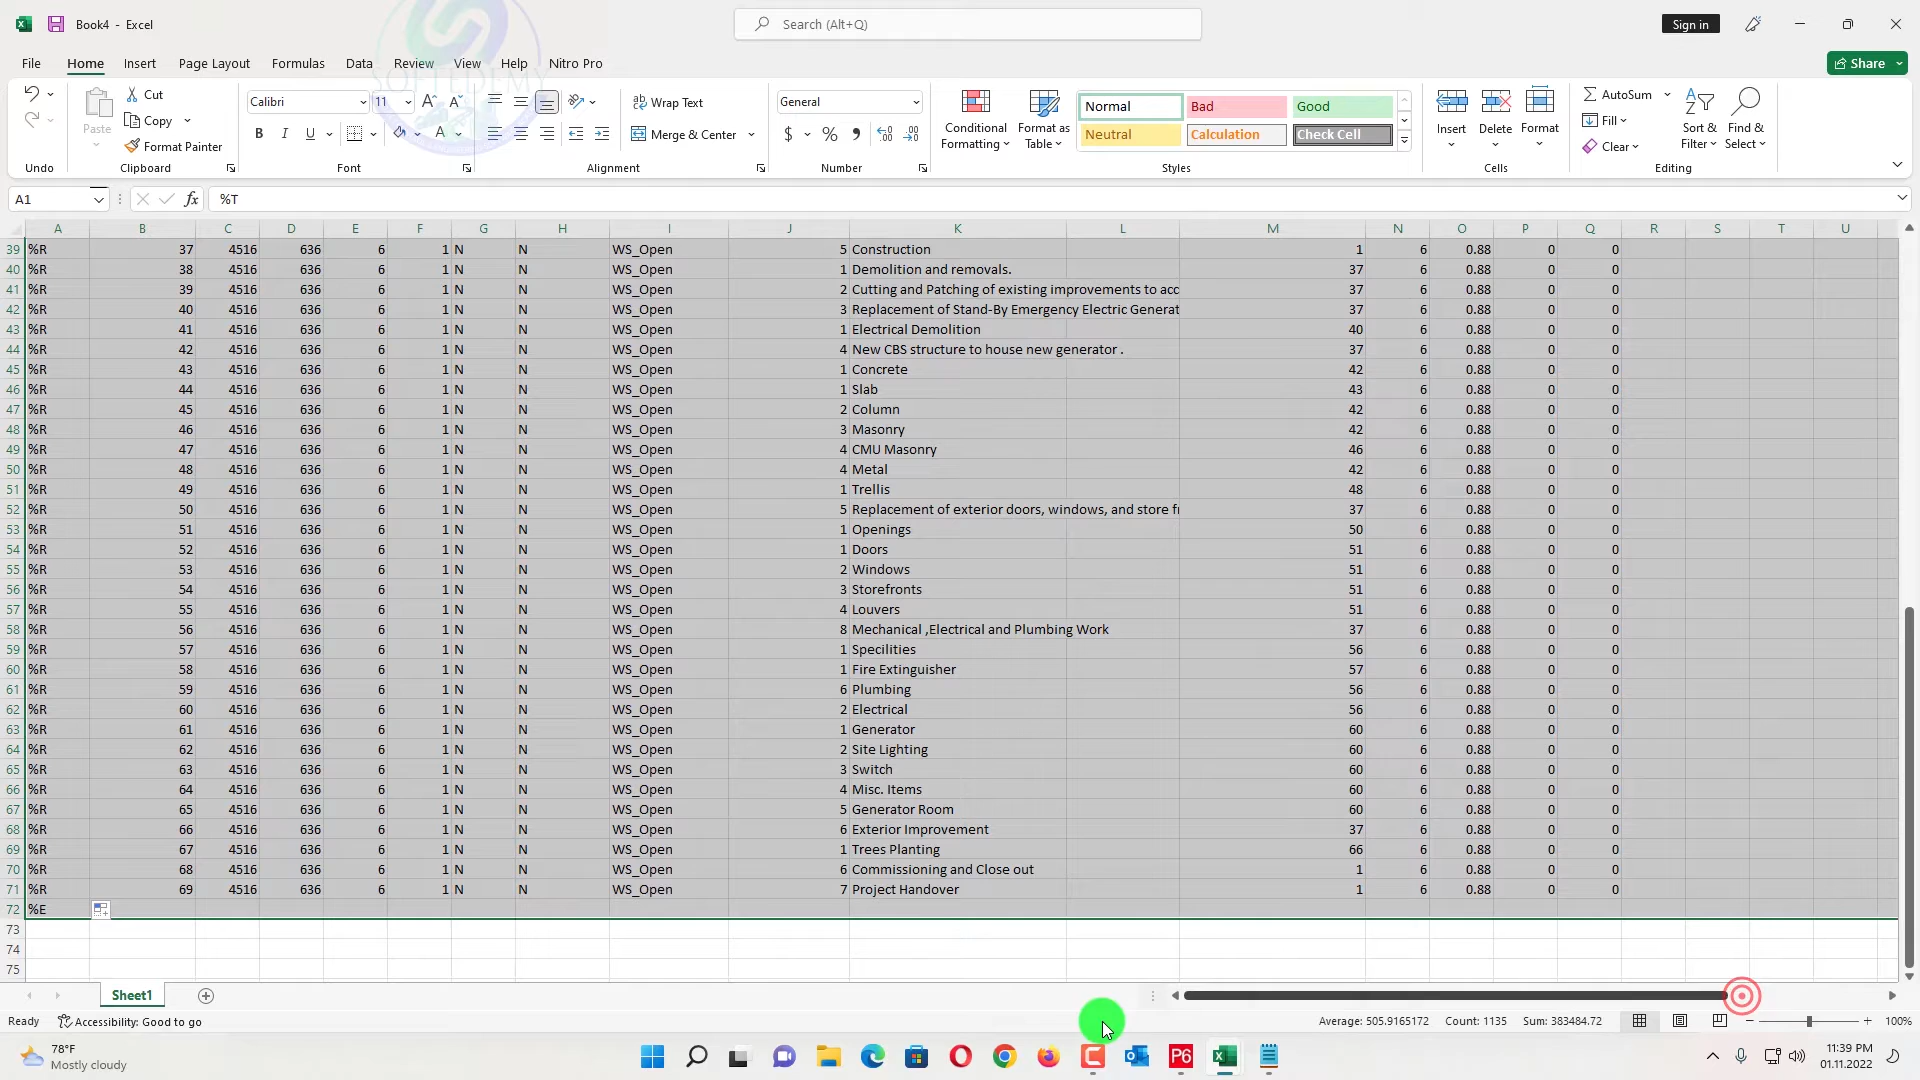 Book4 - Excel
Search (Alt+Q)
Sign in
File Home Insert Page Layout Formulas Data Review View Help Nitro Pro
Share
Paste Cut Copy Format Painter
Calibri 11
B I U
Wrap Text
Merge & Center
General
$ % 9
Conditional Formatting
Format as Table
Normal Bad Good
Neutral Calculation Check Cell
Insert Delete Format
AutoSum
Fill
Clear
Sort & Filter
Find & Select
Undo Clipboard Font Alignment Number Styles Cells Editing
A1 fx %T
A B C D E F G H I J K L M N O P Q R S T U
39 %R 37 4516 636 6 1 N N WS_Open 5 Construction 1 6 0.88 0 0
40 %R 38 4516 636 6 1 N N WS_Open 1 Demolition and removals. 37 6 0.88 0 0
41 %R 39 4516 636 6 1 N N WS_Open 2 Cutting and Patching of existing improvements to acc 37 6 0.88 0 0
42 %R 40 4516 636 6 1 N N WS_Open 3 Replacement of Stand-By Emergency Electric Generat 37 6 0.88 0 0
43 %R 41 4516 636 6 1 N N WS_Open 1 Electrical Demolition 40 6 0.88 0 0
44 %R 42 4516 636 6 1 N N WS_Open 4 New CBS structure to house new generator . 37 6 0.88 0 0
45 %R 43 4516 636 6 1 N N WS_Open 1 Concrete 42 6 0.88 0 0
46 %R 44 4516 636 6 1 N N WS_Open 1 Slab 43 6 0.88 0 0
47 %R 45 4516 636 6 1 N N WS_Open 2 Column 42 6 0.88 0 0
48 %R 46 4516 636 6 1 N N WS_Open 3 Masonry 42 6 0.88 0 0
49 %R 47 4516 636 6 1 N N WS_Open 4 CMU Masonry 46 6 0.88 0 0
50 %R 48 4516 636 6 1 N N WS_Open 4 Metal 42 6 0.88 0 0
51 %R 49 4516 636 6 1 N N WS_Open 1 Trellis 48 6 0.88 0 0
52 %R 50 4516 636 6 1 N N WS_Open 5 Replacement of exterior doors, windows, and store fr 37 6 0.88 0 0
53 %R 51 4516 636 6 1 N N WS_Open 1 Openings 50 6 0.88 0 0
54 %R 52 4516 636 6 1 N N WS_Open 1 Doors 51 6 0.88 0 0
55 %R 53 4516 636 6 1 N N WS_Open 2 Windows 51 6 0.88 0 0
56 %R 54 4516 636 6 1 N N WS_Open 3 Storefronts 51 6 0.88 0 0
57 %R 55 4516 636 6 1 N N WS_Open 4 Louvers 51 6 0.88 0 0
58 %R 56 4516 636 6 1 N N WS_Open 8 Mechanical ,Electrical and Plumbing Work 37 6 0.88 0 0
59 %R 57 4516 636 6 1 N N WS_Open 1 Specilities 56 6 0.88 0 0
60 %R 58 4516 636 6 1 N N WS_Open 1 Fire Extinguisher 57 6 0.88 0 0
61 %R 59 4516 636 6 1 N N WS_Open 6 Plumbing 56 6 0.88 0 0
62 %R 60 4516 636 6 1 N N WS_Open 2 Electrical 56 6 0.88 0 0
63 %R 61 4516 636 6 1 N N WS_Open 1 Generator 60 6 0.88 0 0
64 %R 62 4516 636 6 1 N N WS_Open 2 Site Lighting 60 6 0.88 0 0
65 %R 63 4516 636 6 1 N N WS_Open 3 Switch 60 6 0.88 0 0
66 %R 64 4516 636 6 1 N N WS_Open 4 Misc. Items 60 6 0.88 0 0
67 %R 65 4516 636 6 1 N N WS_Open 5 Generator Room 60 6 0.88 0 0
68 %R 66 4516 636 6 1 N N WS_Open 6 Exterior Improvement 37 6 0.88 0 0
69 %R 67 4516 636 6 1 N N WS_Open 1 Trees Planting 66 6 0.88 0 0
70 %R 68 4516 636 6 1 N N WS_Open 6 Commissioning and Close out 1 6 0.88 0 0
71 %R 69 4516 636 6 1 N N WS_Open 7 Project Handover 1 6 0.88 0 0
72 %E
73
74
75
Sheet1
Ready Accessibility: Good to go Average: 505.9165172 Count: 1135 Sum: 383484.72 100%
78°F
Mostly cloudy
P6
11:39 PM
01.11.2022